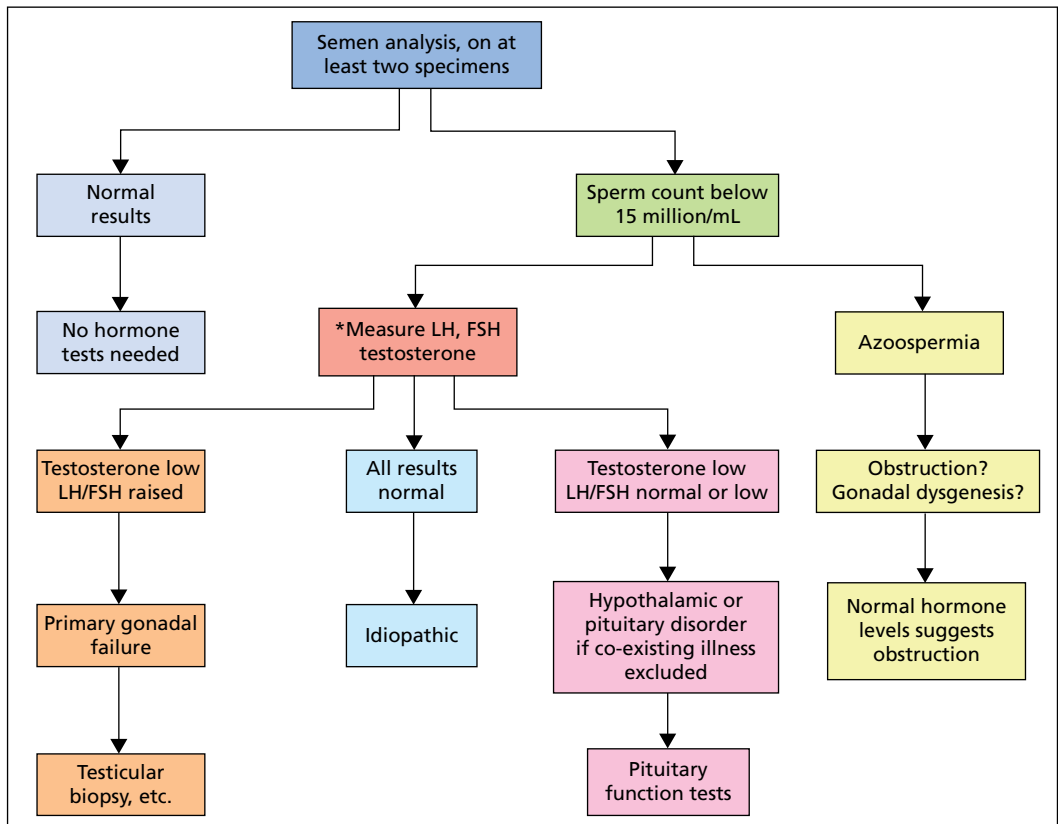 Semen analysis, on at
least two specimens
Normal
results
Sperm count below
15 million/mL
No hormone
tests needed
*Measure LH, FSH
testosterone
Azoospermia
Testosterone low
LH/FSH raised
All results
normal
Testosterone low
LH/FSH normal or low
Obstruction?
Gonadal dysgenesis?
Primary gonadal
failure
Idiopathic
Hypothalamic or
pituitary disorder
if co-existing illness
excluded
Normal hormone
levels suggests
obstruction
Testicular
biopsy, etc.
Pituitary
function tests